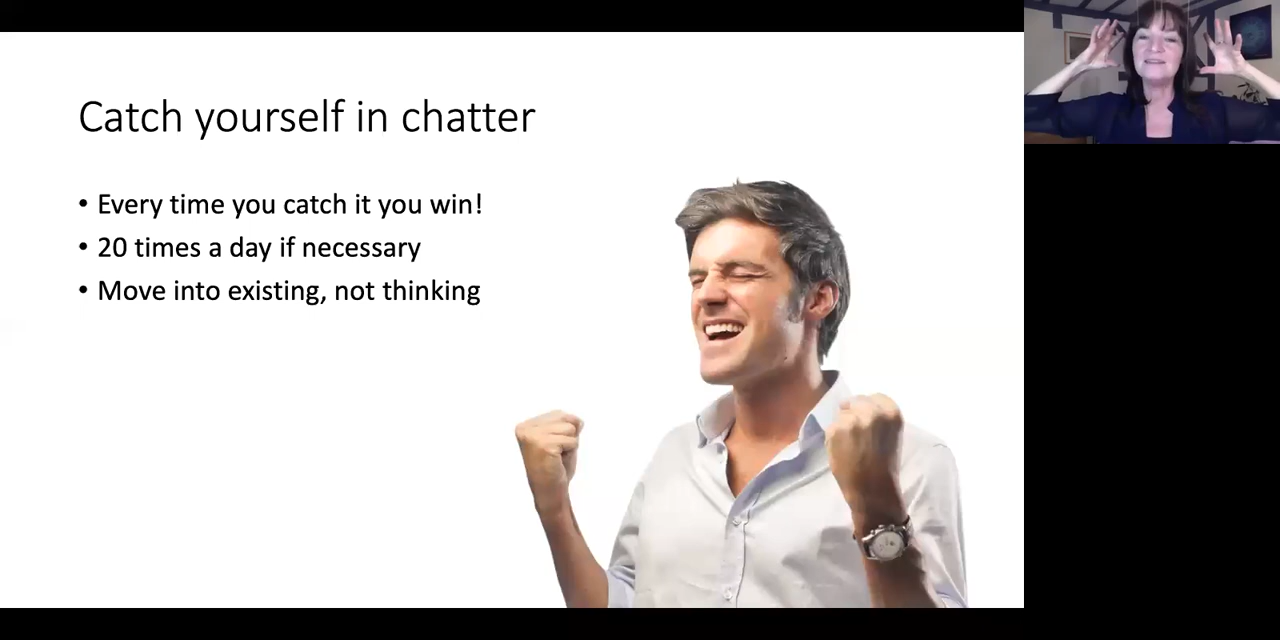 Catch yourself in chatter
• Every time you catch it you win!
• 20 times a day if necessary
• Move into existing, not thinking